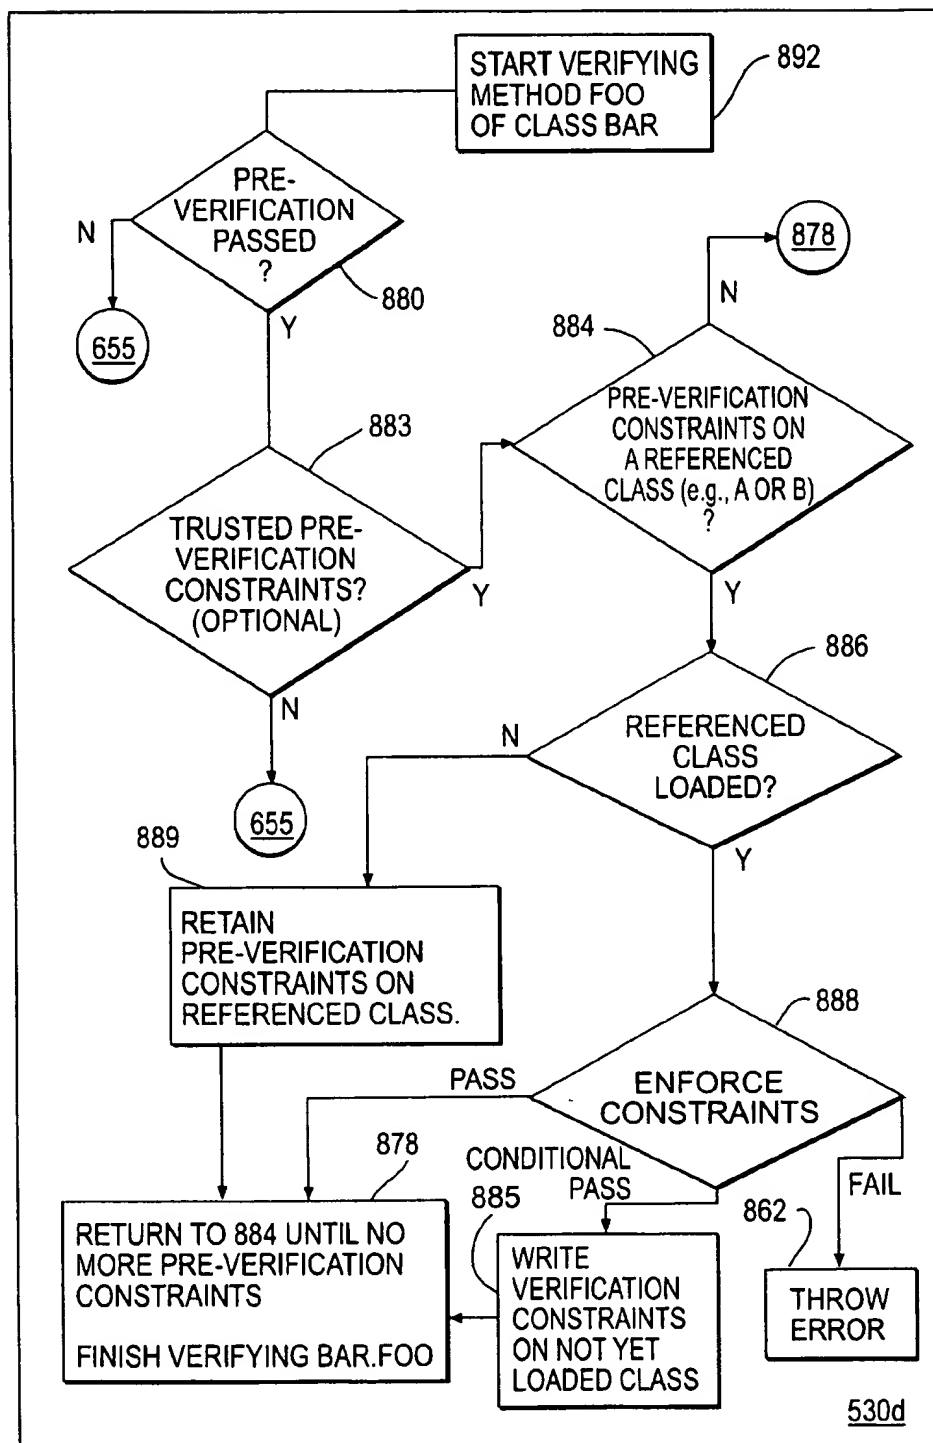 START VERIFYING
METHOD FOO
OF CLASS BAR
892
PRE-
VERIFICATION
PASSED
?
N
880
Y
655
878
N
884
PRE-VERIFICATION
CONSTRAINTS ON
A REFERENCED
CLASS (e.g., A OR B)
?
883
TRUSTED PRE-
VERIFICATION
CONSTRAINTS?
(OPTIONAL)
Y
Y
N
655
886
REFERENCED
CLASS
LOADED?
N
Y
889
RETAIN
PRE-VERIFICATION
CONSTRAINTS ON
REFERENCED CLASS.
888
ENFORCE
CONSTRAINTS
PASS
CONDITIONAL
PASS
FAIL
878
RETURN TO 884 UNTIL NO
MORE PRE-VERIFICATION
CONSTRAINTS
FINISH VERIFYING BAR.FOO
885
WRITE
VERIFICATION
CONSTRAINTS
ON NOT YET
LOADED CLASS
862
THROW
ERROR
530d